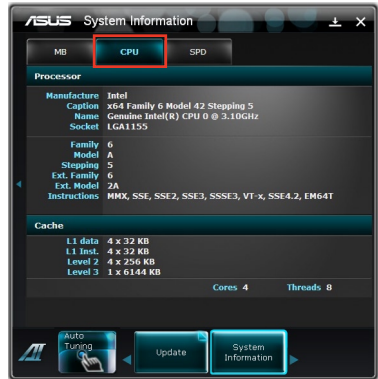 ASUS System Information
MB CPU SPD
Processor
Manufacture Intel
Caption x64 Family 6 Model 42 Stepping 5
Name Genuine Intel(R) CPU 0 @ 3.10GHz
Socket LGA1155
Family 6
Model A
Stepping 5
Ext. Family 6
Ext. Model 2A
Instructions MMX, SSE, SSE2, SSE3, SSSE3, VT-x, SSE4.2, EM64T
Cache
L1 data 4 x 32 KB
L1 Inst. 4 x 32 KB
Level 2 4 x 256 KB
Level 3 1 x 6144 KB
Cores 4 Threads 8
Auto
Tuning
Update
System
Information